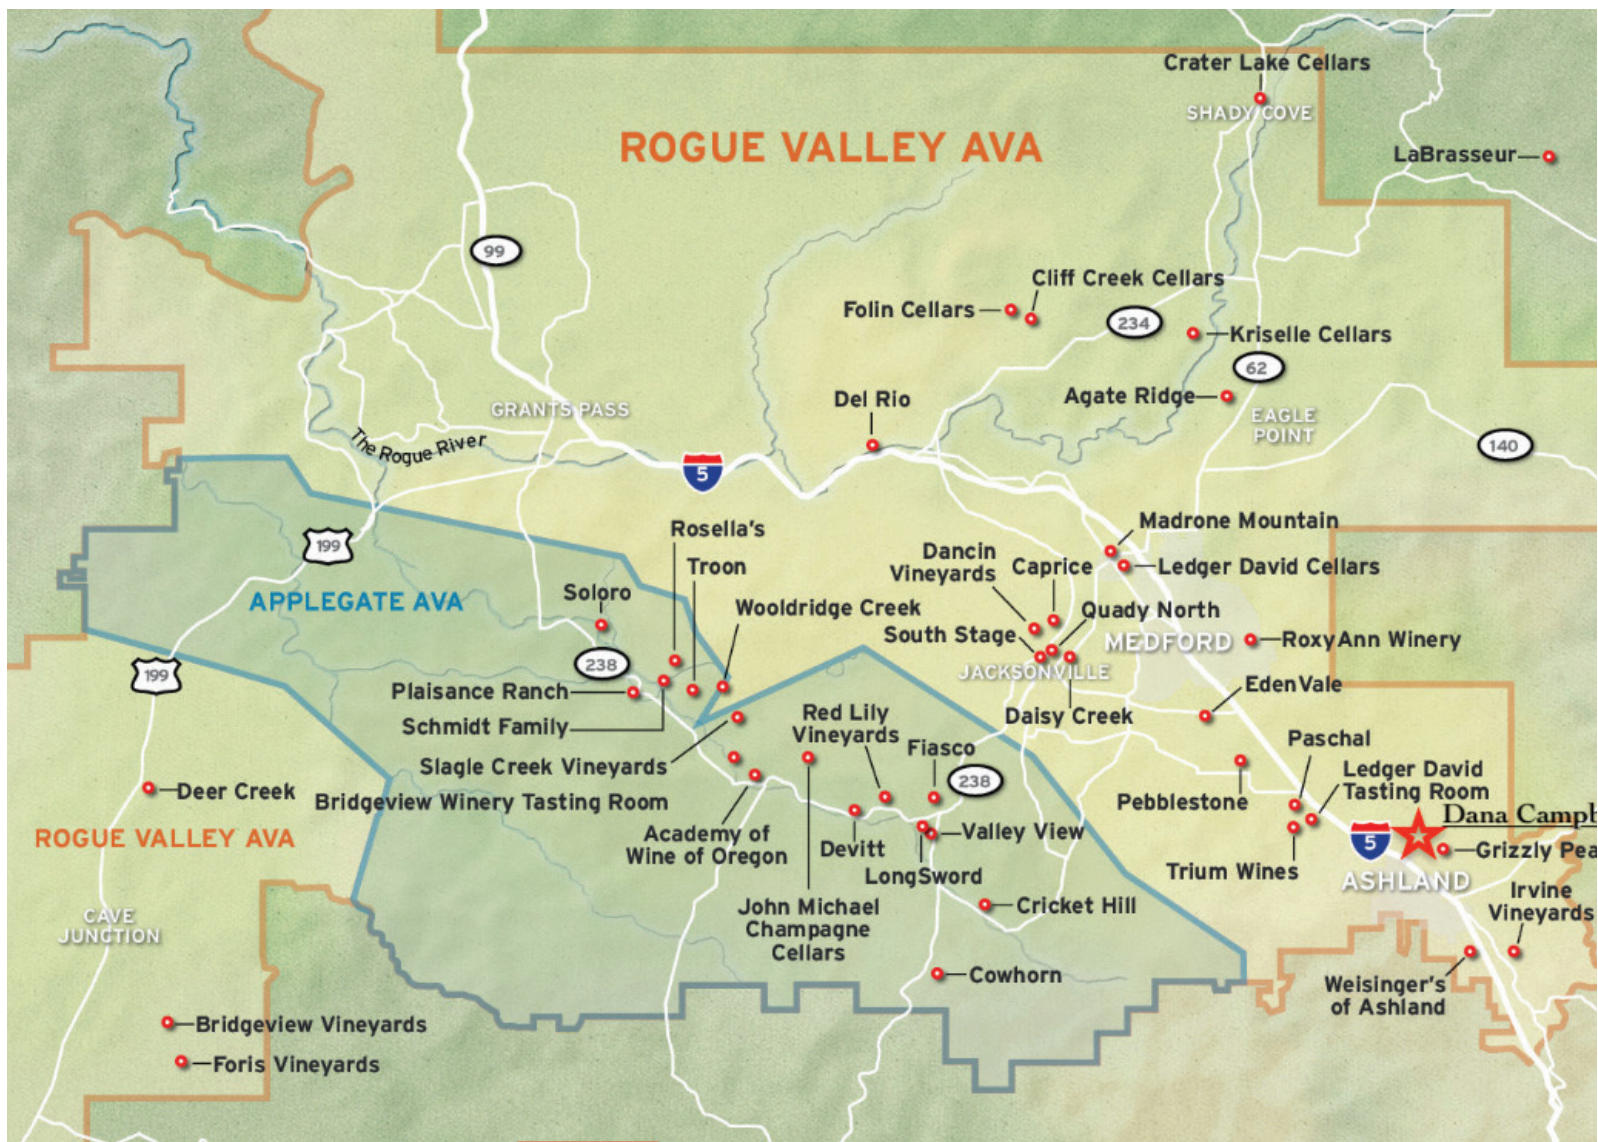 Crater Lake Cellars
SHADY COVE
ROGUE VALLEY AVA
LaBrasseur
99
Cliff Creek Cellars
Folin Cellars
234
Kriselle Cellars
62
Del Rio
Agate Ridge
GRANTS PASS
EAGLE
POINT
The Rogue River
140
5
Rosella's
Madrone Mountain
199
Dancin
Vineyards
Troon
Caprice
Ledger David Cellars
Soloro
APPLEGATE AVA
Wooldridge Creek
Quady North
South Stage
MEDFORD
RoxyAnn Winery
238
JACKSONVILLE
199
Plaisance Ranch
EdenVale
Schmidt Family
Red Lily
Vineyards
Daisy Creek
Fiasco
Paschal
Slagle Creek Vineyards
Ledger David
Tasting Room
238
Deer Creek
Bridgeview Winery Tasting Room
Pebblestone
Dana Campb
ROGUE VALLEY AVA
Academy of
Wine of Oregon
Devitt
Valley View
5
Grizzly Pea
LongSword
Trium Wines
ASHLAND
John Michael
Champagne
Cellars
Cricket Hill
Irvine
Vineyards
CAVE
JUNCTION
Cowhorn
Weisinger's
of Ashland
Bridgeview Vineyards
Foris Vineyards